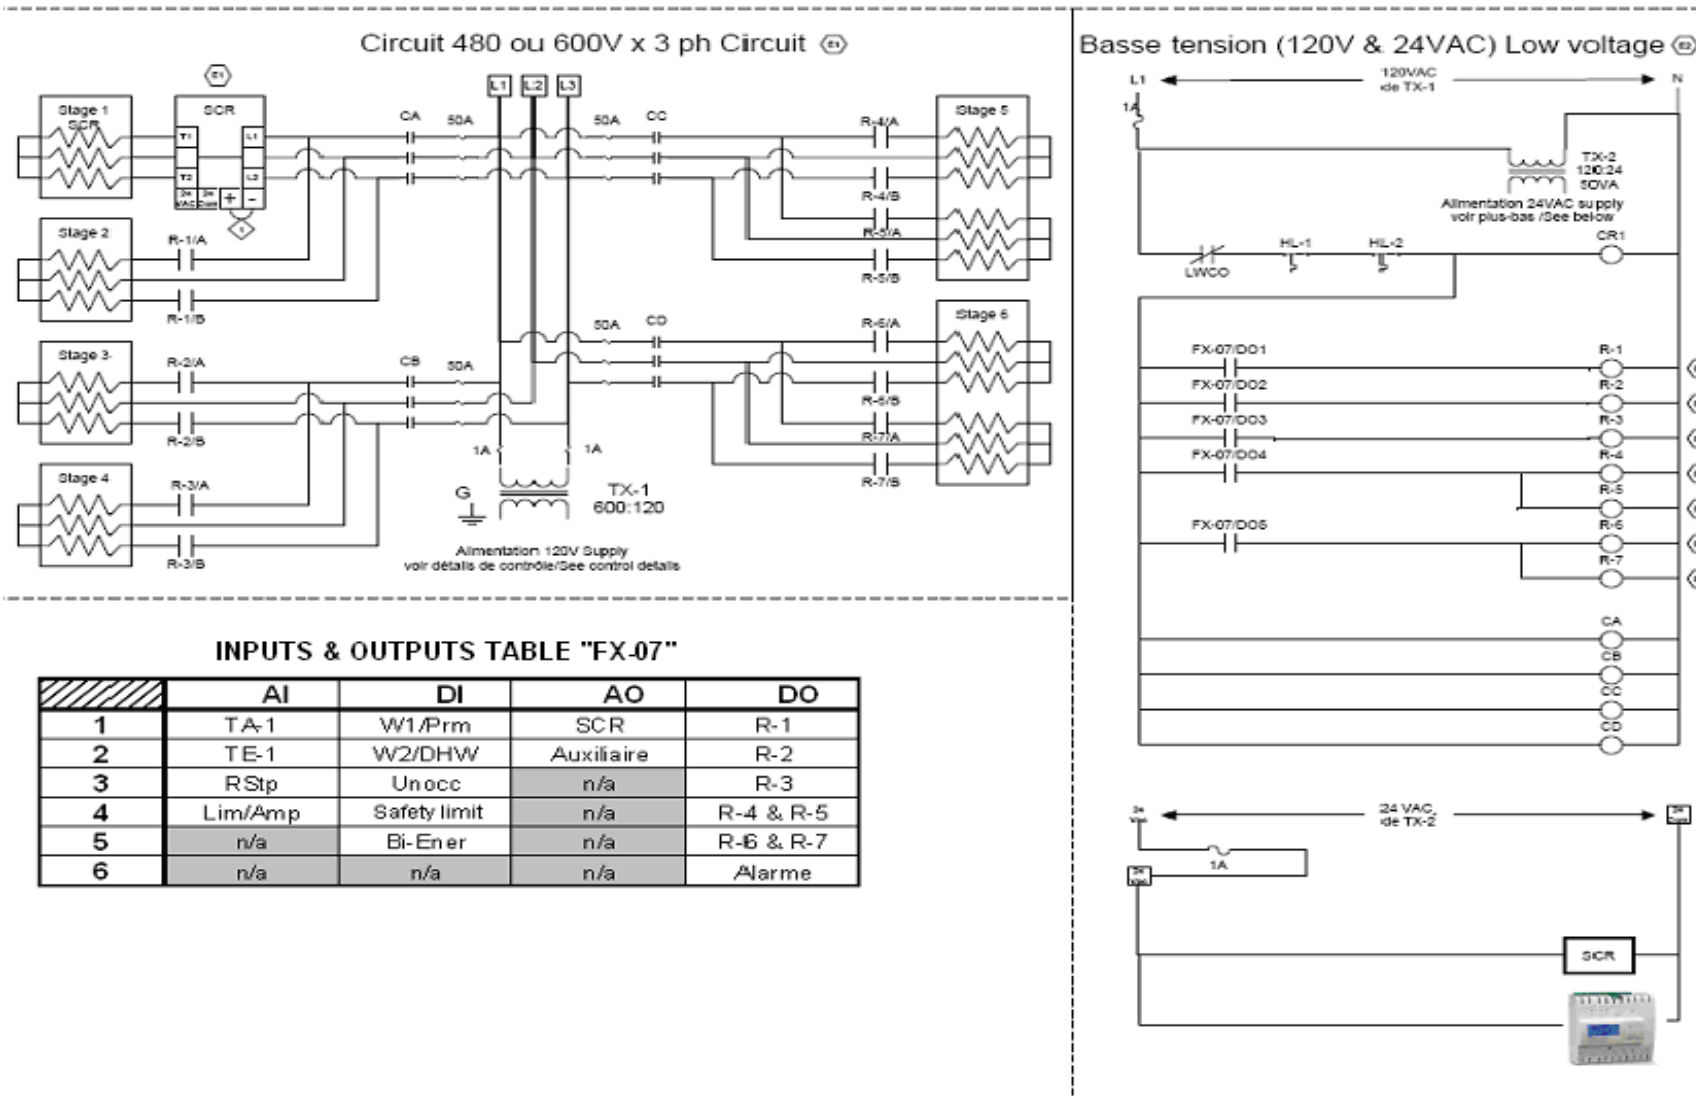 Circuit 480 ou 600V x 3 ph Circuit E1
Stage 1
SCR
E1
SCR
T1
L1
T2
L2
24 VAC
24 Com
+
-
CA
50A
L1
L2
L3
50A
CC
R-4/A
R-4/B
R-5/A
R-5/B
Stage 5
Stage 2
R-1/A
R-1/B
Stage 3
R-2/A
R-2/B
CB
50A
50A
CD
R-6/A
R-6/B
R-7/A
R-7/B
Stage 6
Stage 4
R-3/A
R-3/B
1A
1A
G
TX-1
600:120
Alimentation 120V Supply
voir détails de contrôle/See control details
INPUTS & OUTPUTS TABLE "FX-07"
AI DI AO DO
1 TA-1 W1/Prm SCR R-1
2 TE-1 W2/DHW Auxiliaire R-2
3 RStp Unocc n/a R-3
4 Lim/Amp Safety limit n/a R-4 & R-5
5 n/a Bi-Ener n/a R-6 & R-7
6 n/a n/a n/a Alarme
Basse tension (120V & 24VAC) Low voltage E2
L1
120VAC
de TX-1
N
1A
TX-2
120:24
50VA
Alimentation 24VAC supply
voir plus-bas /See below
LWCO
HL-1
HL-2
CR1
FX-07/DO1
R-1
FX-07/DO2
R-2
FX-07/DO3
R-3
FX-07/DO4
R-4
R-5
FX-07/DO5
R-6
R-7
CA
CB
CC
CD
24 Vac
24 VAC
de TX-2
24 Com
1A
24 Vac
SCR